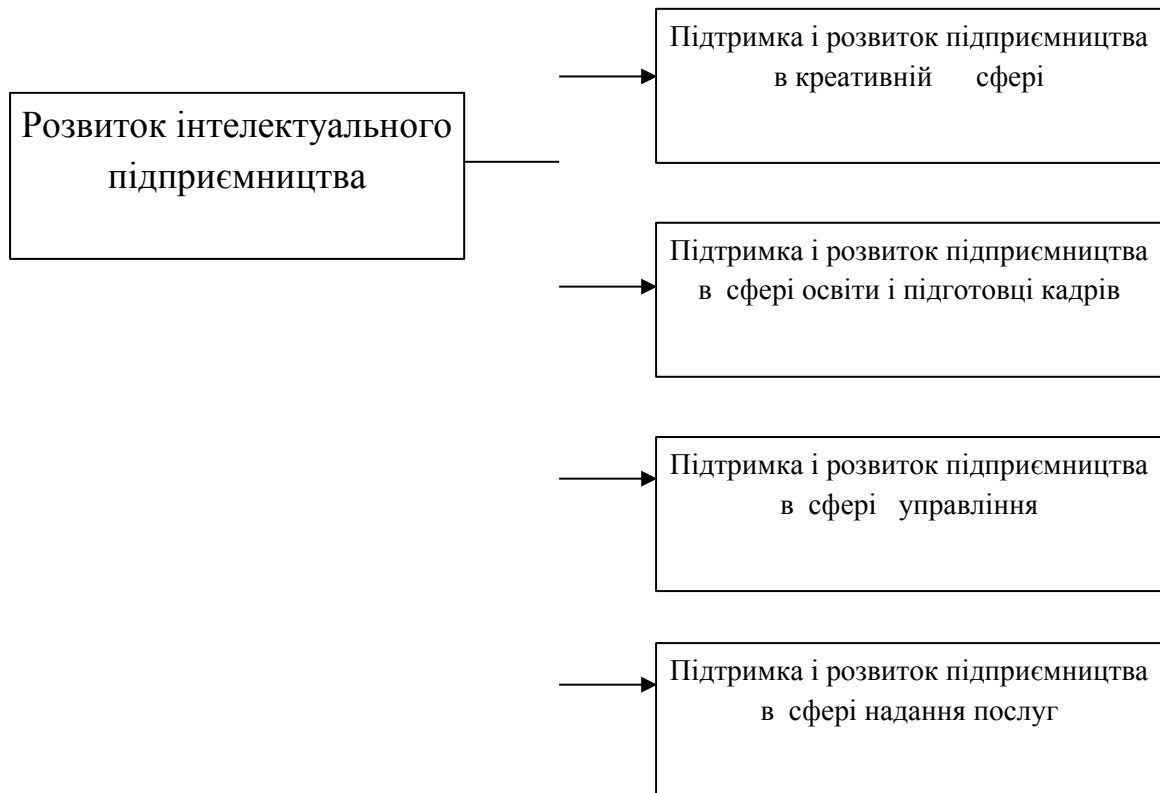 Розвиток інтелектуального
підприємництва
Підтримка і розвиток підприємництва
в креативній сфері
Підтримка і розвиток підприємництва
в сфері освіти і підготовці кадрів
Підтримка і розвиток підприємництва
в сфері управління
Підтримка і розвиток підприємництва
в сфері надання послуг